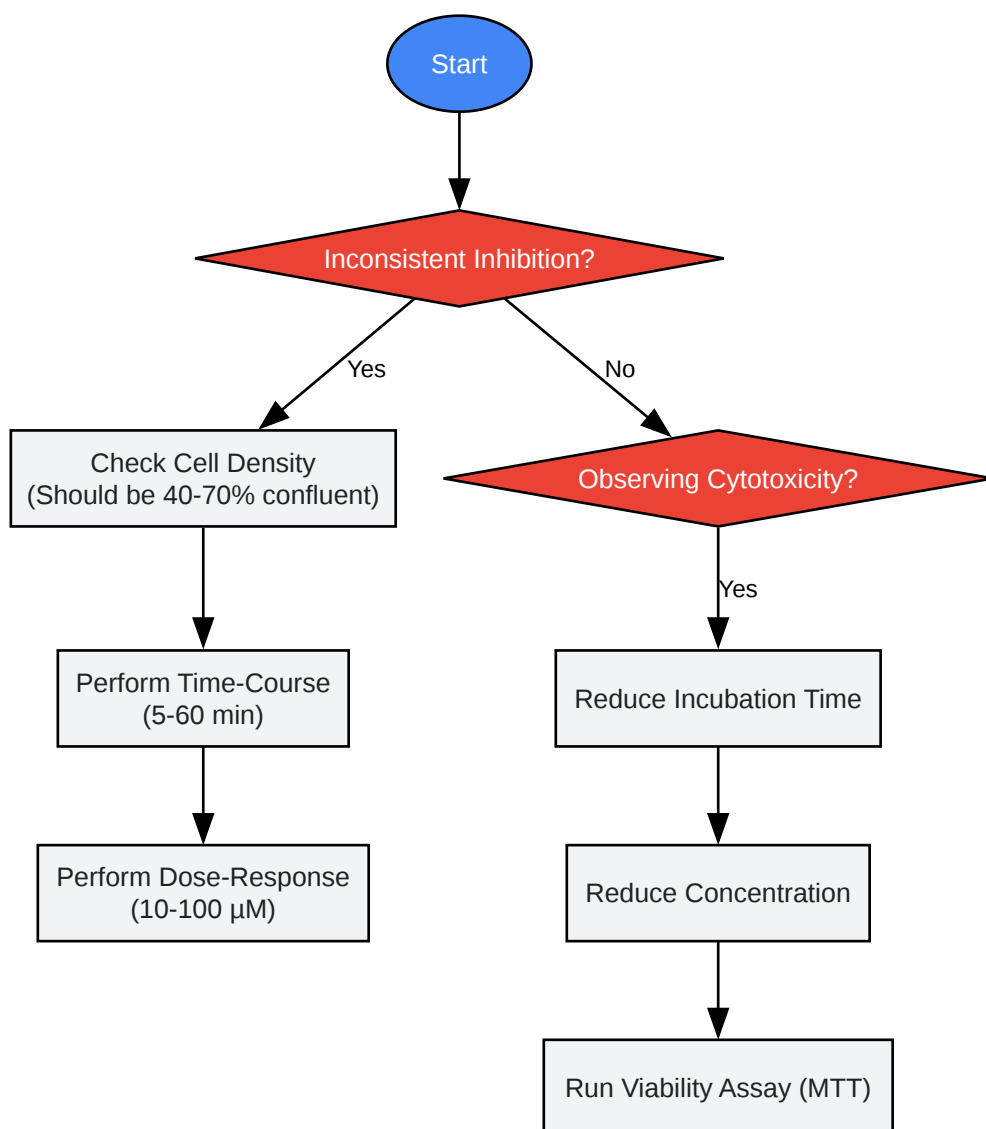 Start
Inconsistent Inhibition?
Yes
No
Check Cell Density
(Should be 40-70% confluent)
Observing Cytotoxicity?
Yes
Perform Time-Course
(5-60 min)
Reduce Incubation Time
Perform Dose-Response
(10-100 µM)
Reduce Concentration
Run Viability Assay (MTT)